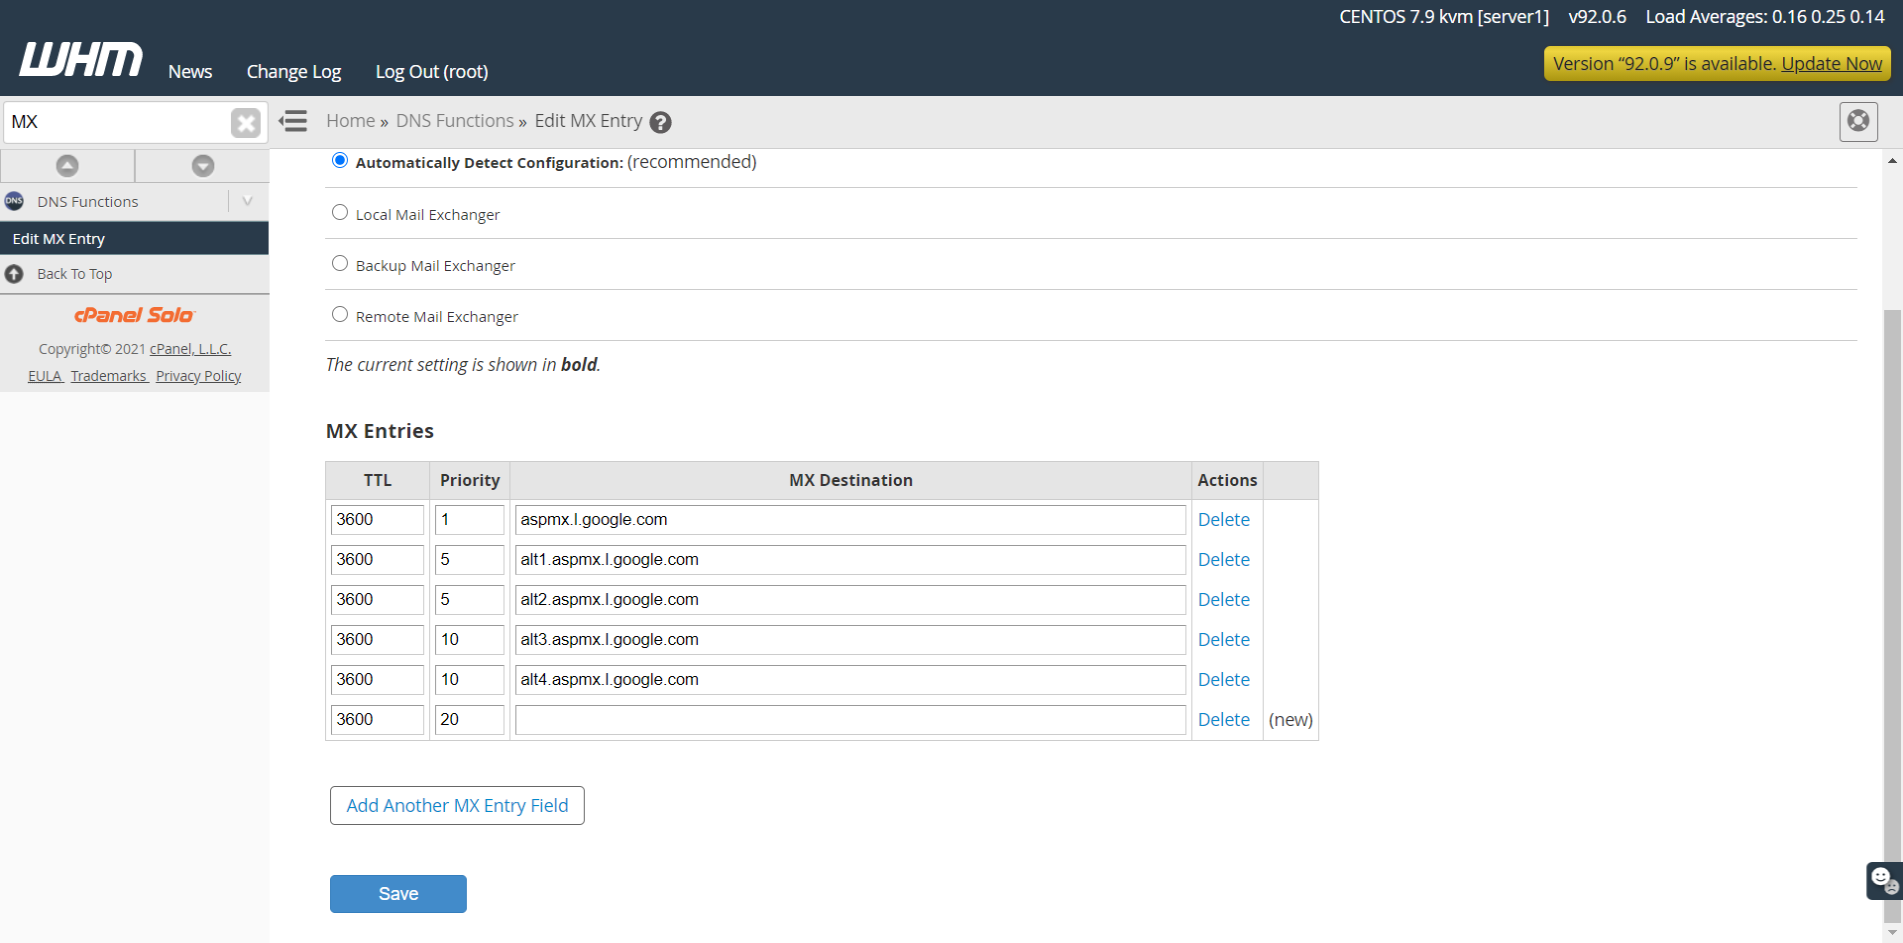 CENTOS 7.9 kvm [server1] v92.0.6 Load Averages: 0.16 0.25 0.14
WHM News Change Log Log Out (root)
Version “92.0.9” is available. Update Now
MX
Home » DNS Functions » Edit MX Entry ?
DNS DNS Functions
Edit MX Entry
Back To Top
cPanel Solo
Copyright© 2021 cPanel, L.L.C.
EULA Trademarks Privacy Policy
Automatically Detect Configuration: (recommended)
Local Mail Exchanger
Backup Mail Exchanger
Remote Mail Exchanger
The current setting is shown in bold.
MX Entries
TTL Priority MX Destination Actions
3600 1 aspmx.l.google.com Delete
3600 5 alt1.aspmx.l.google.com Delete
3600 5 alt2.aspmx.l.google.com Delete
3600 10 alt3.aspmx.l.google.com Delete
3600 10 alt4.aspmx.l.google.com Delete
3600 20 Delete (new)
Add Another MX Entry Field
Save